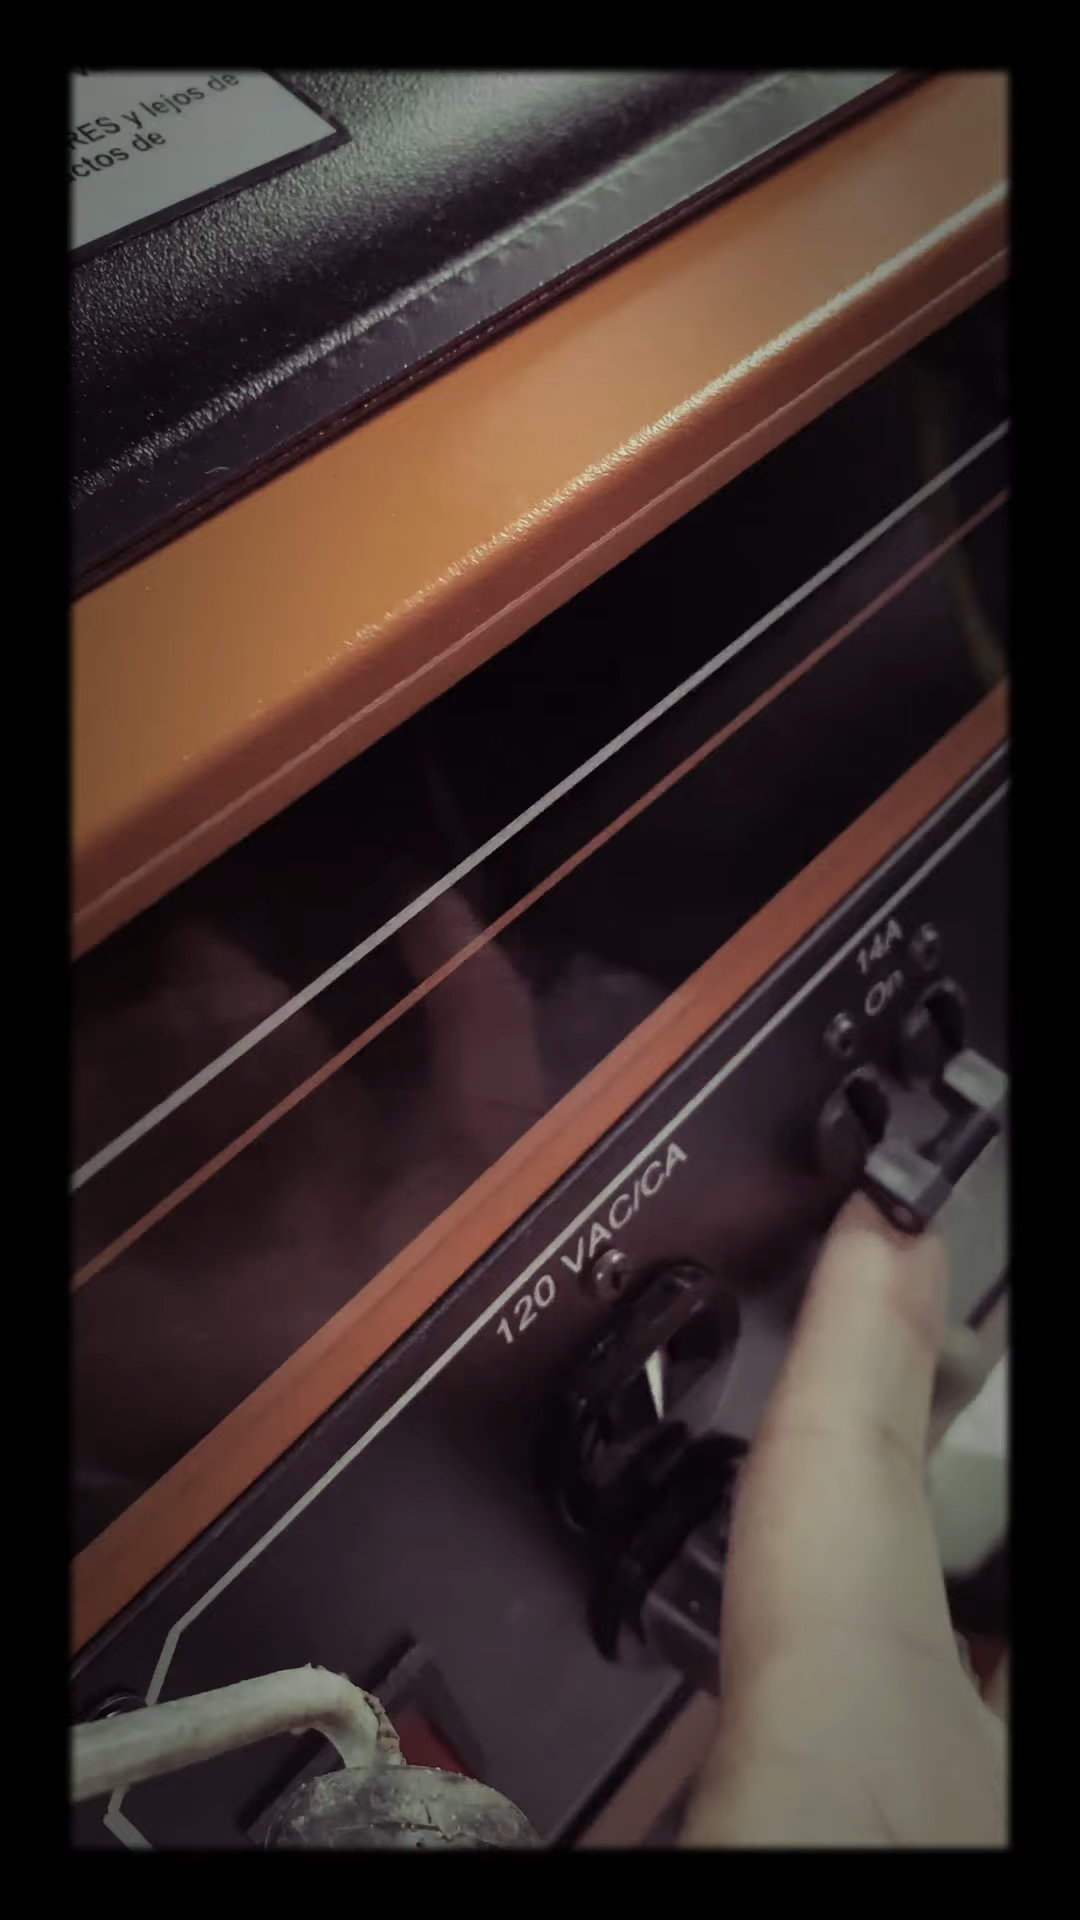 RES y lejos de
ctos de
14A
On
120 VAC/CA